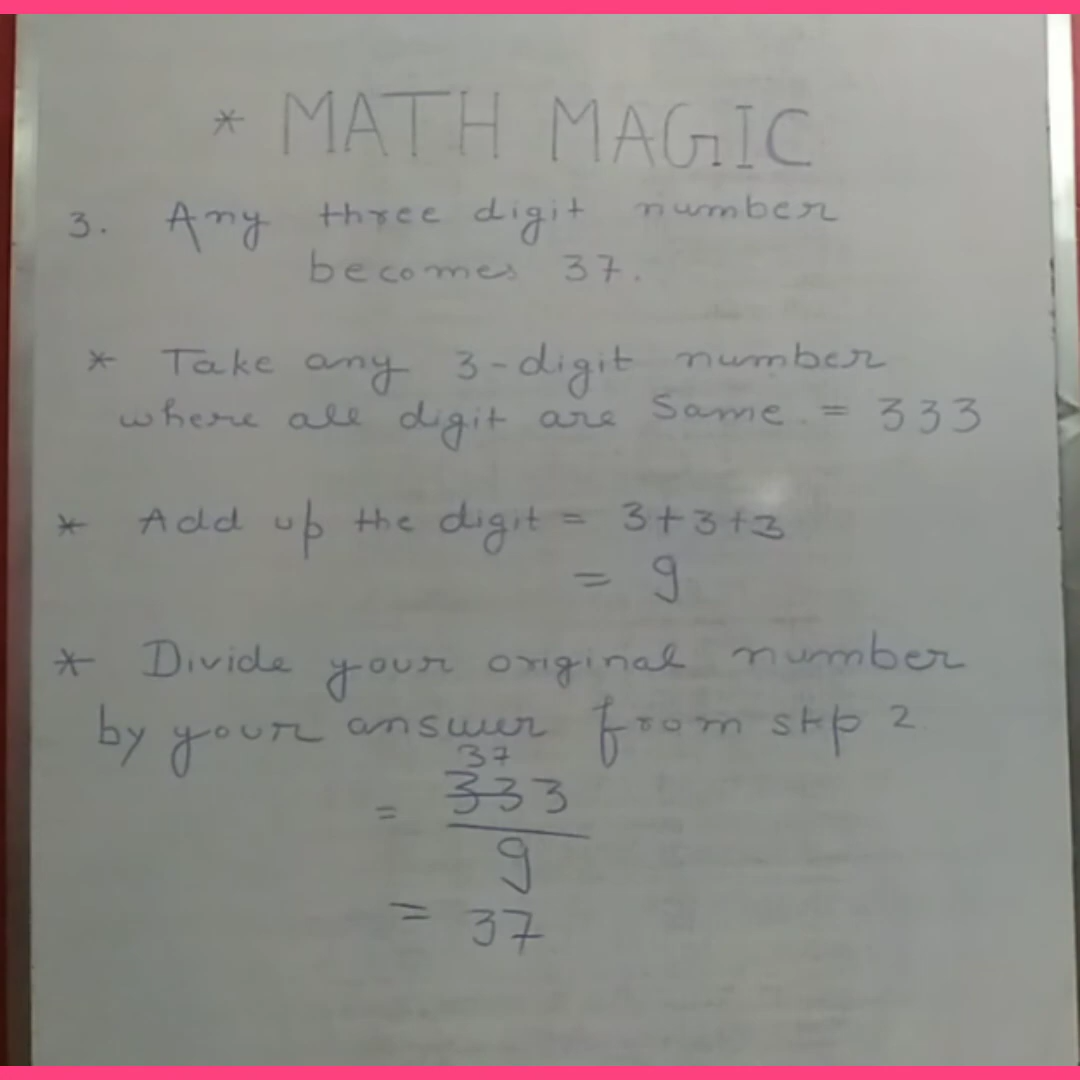 * MATH MAGIC
3. Any three digit number
becomes 37.
* Take any 3-digit number
where all digit are Same. = 333
* Add up the digit = 3+3+3
= 9
* Divide your original number
by your answer from step 2
37
= 333
9
= 37